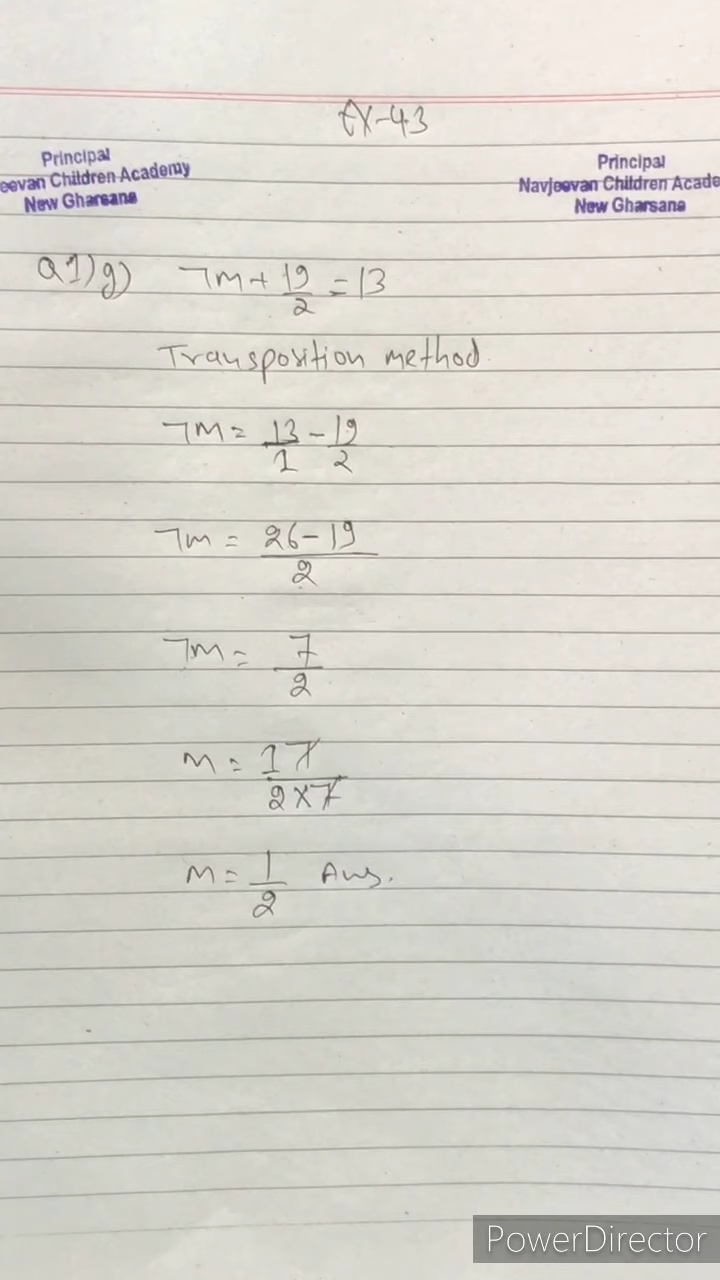 Ex-43
Principal
eevan Children Academy
New Gharsana
Principal
Navjeevan Children Acade
New Gharsana
Q1)g) 7m + 19/2 = 13
Transposition method.
7m = 13/1 - 19/2
7m = 26-19/2
7m = 7/2
m = 1 7/2×7
m = 1/2 Ans.
PowerDirector